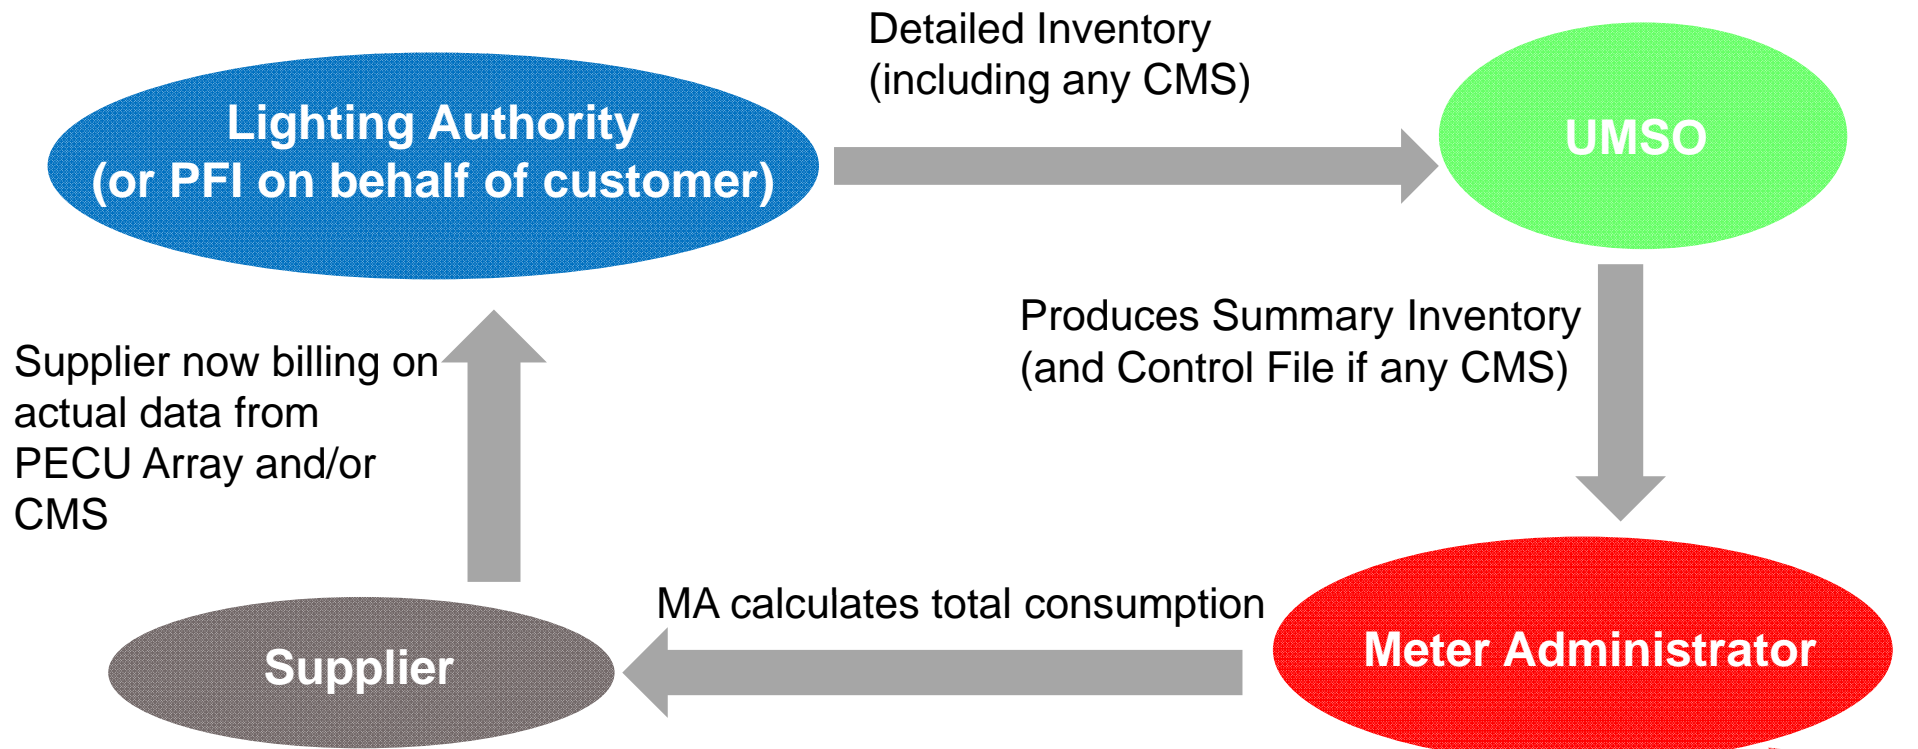 Detailed Inventory
(including any CMS)
Lighting Authority
(or PFI on behalf of customer)
UMSO
Produces Summary Inventory
(and Control File if any CMS)
Supplier now billing on
actual data from
PECU Array and/or
CMS
MA calculates total consumption
Meter Administrator
Supplier